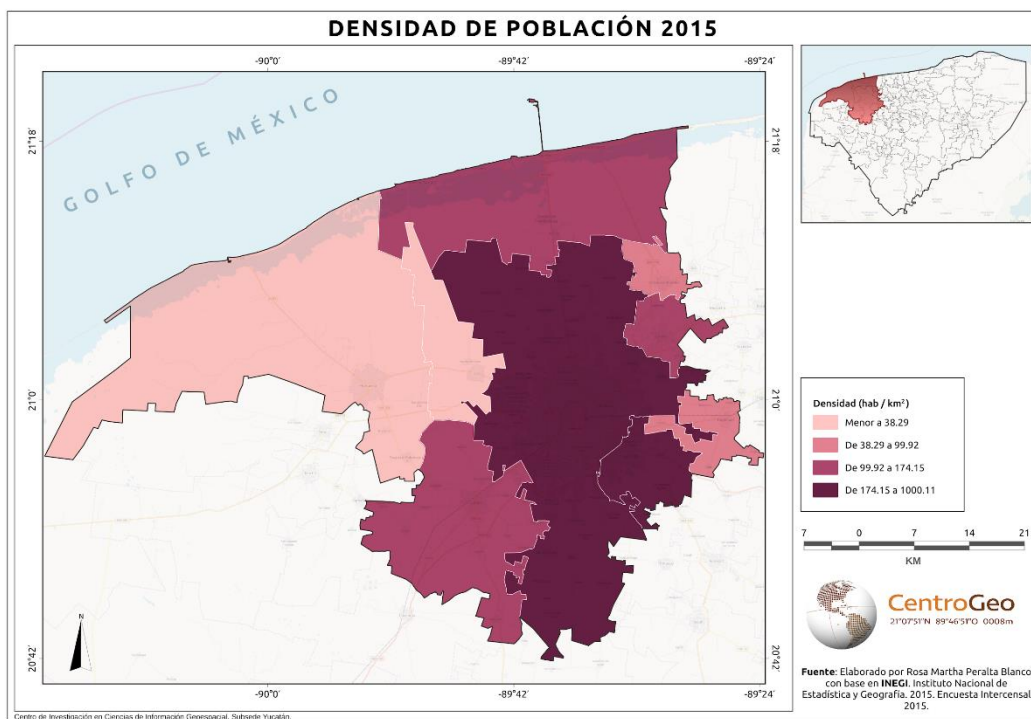 DENSIDAD DE POBLACIÓN 2015
-90°0'
-89°42'
-89°24'
21°18'
21°18'
GOLFO DE MÉXICO
21°0'
21°0'
20°42'
20°42'
N
-90°0'
-89°42'
-89°24'
Densidad (hab / km²)
Menor a 38.29
De 38.29 a 99.92
De 99.92 a 174.15
De 174.15 a 1000.11
7 0 7 14 21
KM
CentroGeo
21°07'51"N 89°46'51"O 0008m
Fuente: Elaborado por Rosa Martha Peralta Blanco
con base en INEGI. Instituto Nacional de
Estadística y Geografía. 2015. Encuesta Intercensal
2015.
Centro de Investigación en Ciencias de Información Geoespacial. Subsede Yucatán.